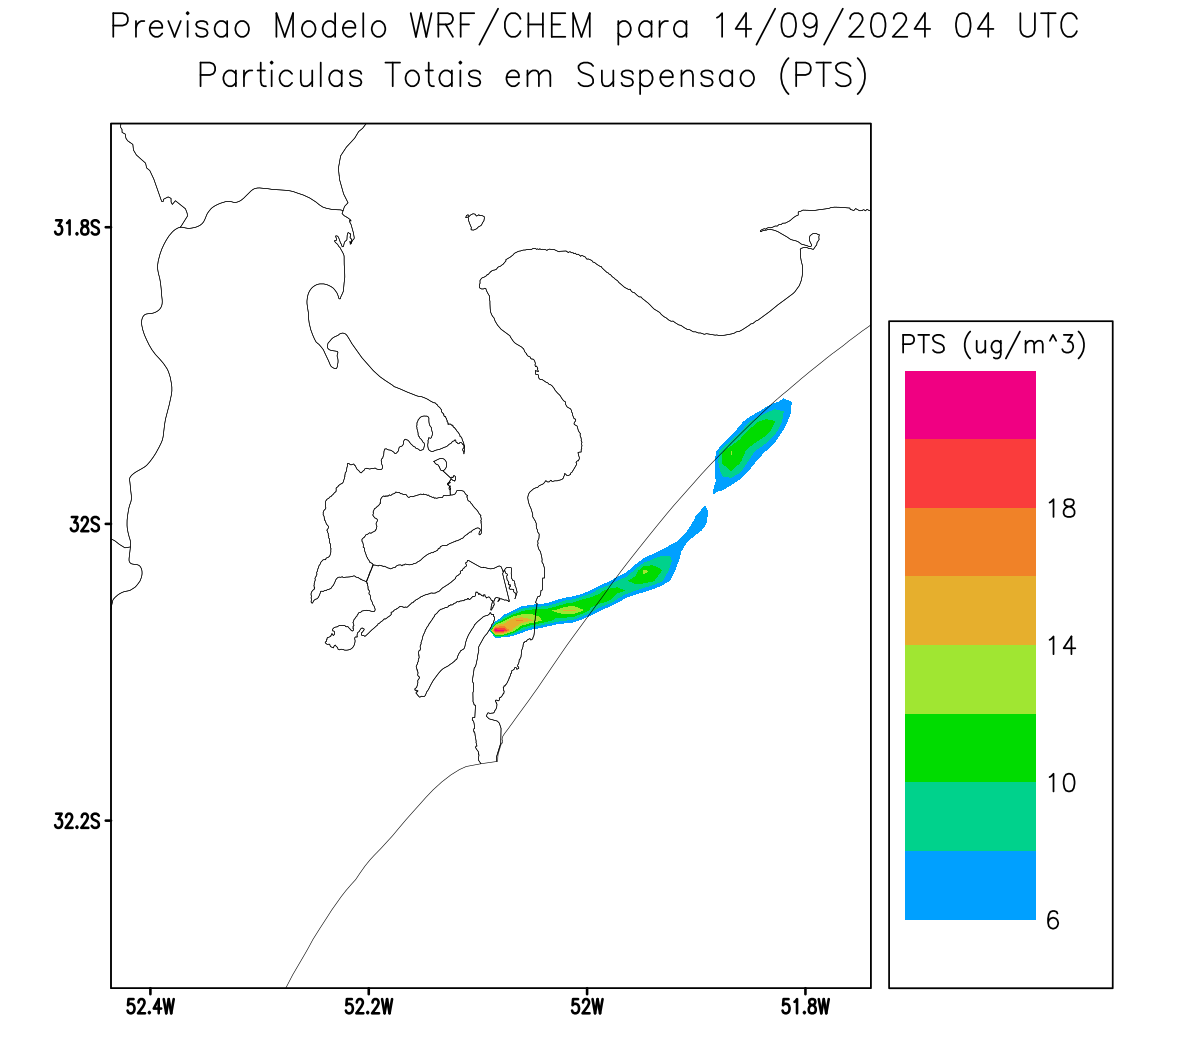 Previsao Modelo WRF/CHEM para 14/09/2024 04 UTC
Particulas Totais em Suspensao (PTS)
31.8S
32S
32.2S
52.4W
52.2W
52W
51.8W
PTS (ug/m^3)
18
14
10
6